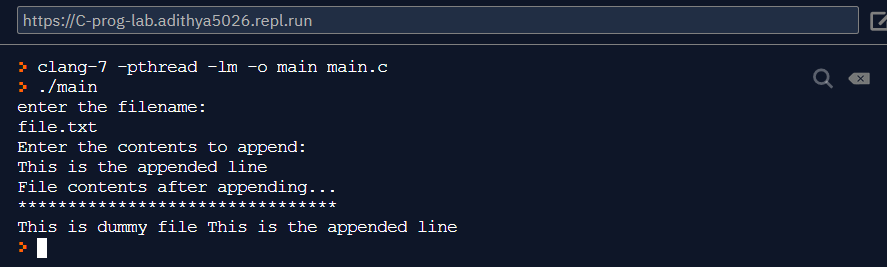 https://C-prog-lab.adithya5026.repl.run
> clang-7 -pthread -lm -o main main.c
> ./main
enter the filename:
file.txt
Enter the contents to append:
This is the appended line
File contents after appending...
********************************
This is dummy file This is the appended line
>